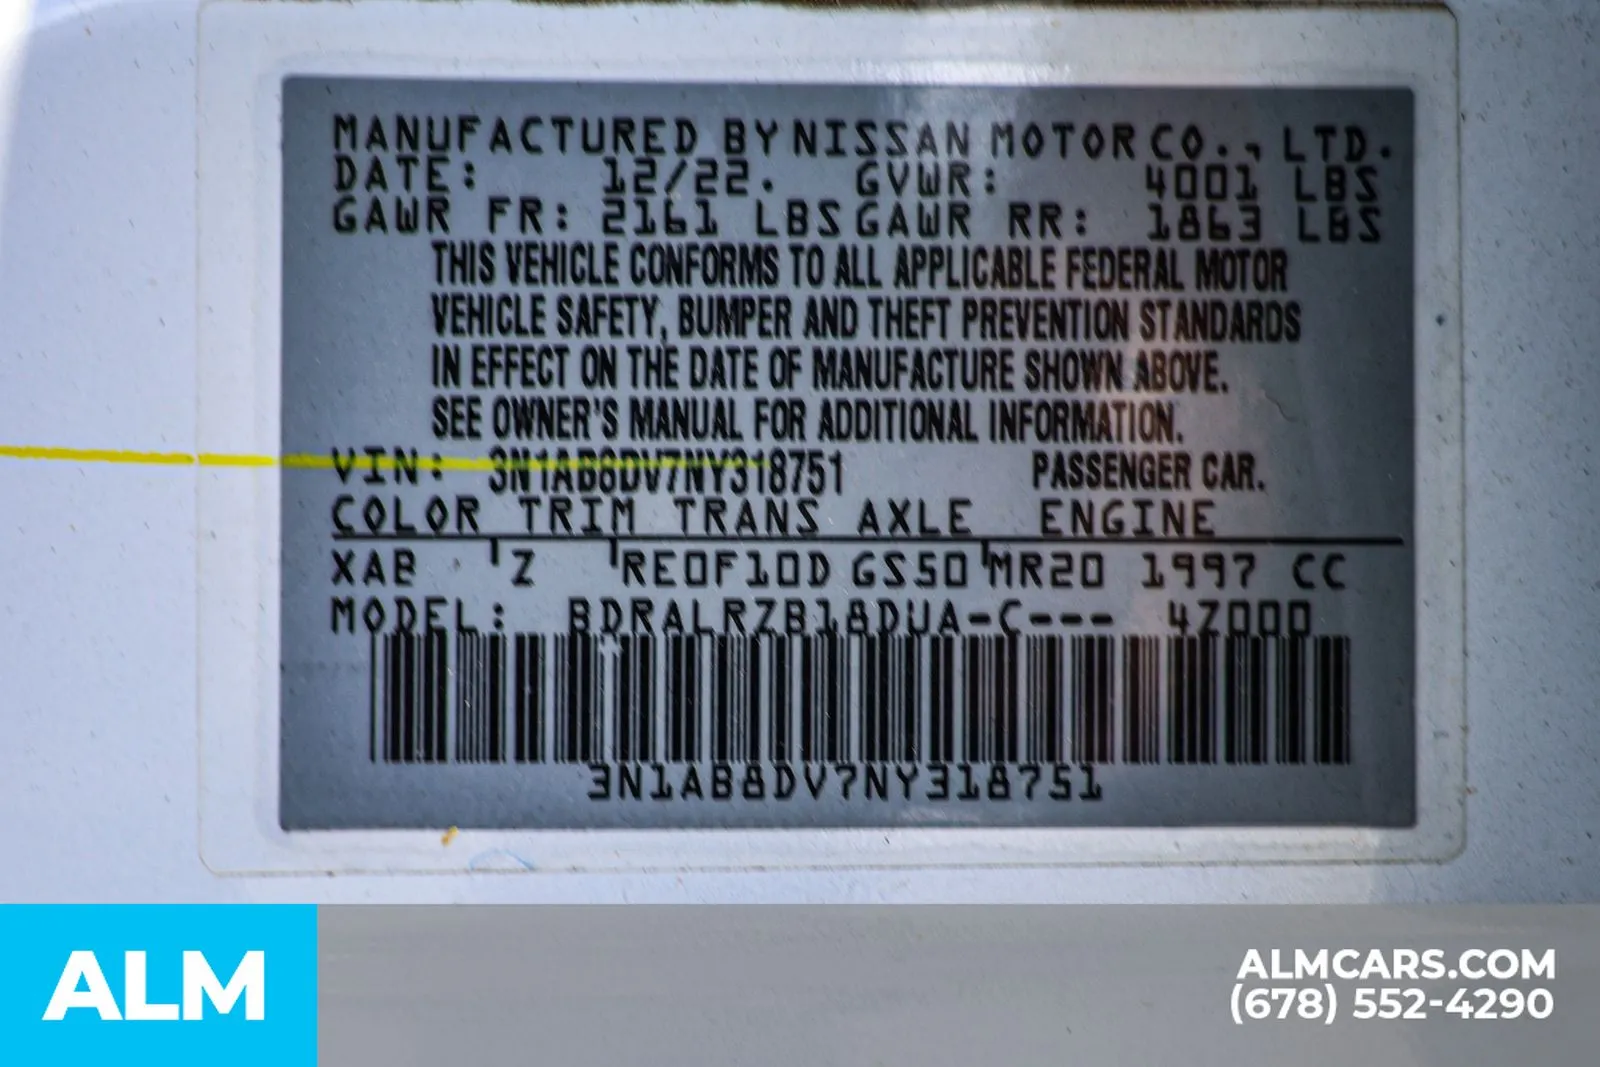 MANUFACTURED BY NISSAN MOTOR CO., LTD.
DATE: 12/22. GVWR: 4001 LBS
GAWR FR: 2161 LBS GAWR RR: 1863 LBS
THIS VEHICLE CONFORMS TO ALL APPLICABLE FEDERAL MOTOR
VEHICLE SAFETY, BUMPER AND THEFT PREVENTION STANDARDS
IN EFFECT ON THE DATE OF MANUFACTURE SHOWN ABOVE.
SEE OWNER'S MANUAL FOR ADDITIONAL INFORMATION.
VIN: 3N1AB8DV7NY318751 PASSENGER CAR.
COLOR TRIM TRANS AXLE ENGINE
XAB Z RE0F10D GS50 MR20 1997 CC
MODEL: BDRALRZB18DUA-C--- 4Z000
3N1AB8DV7NY318751
ALM
ALMCARS.COM
(678) 552-4290